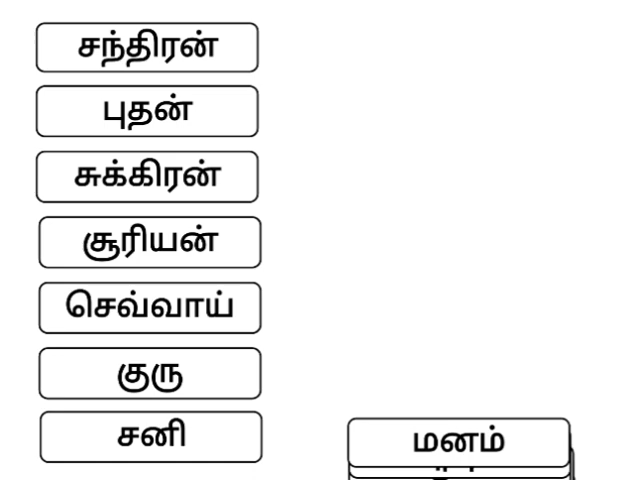 சந்திரன்
புதன்
சுக்கிரன்
சூரியன்
செவ்வாய்
குரு
சனி
மனம்